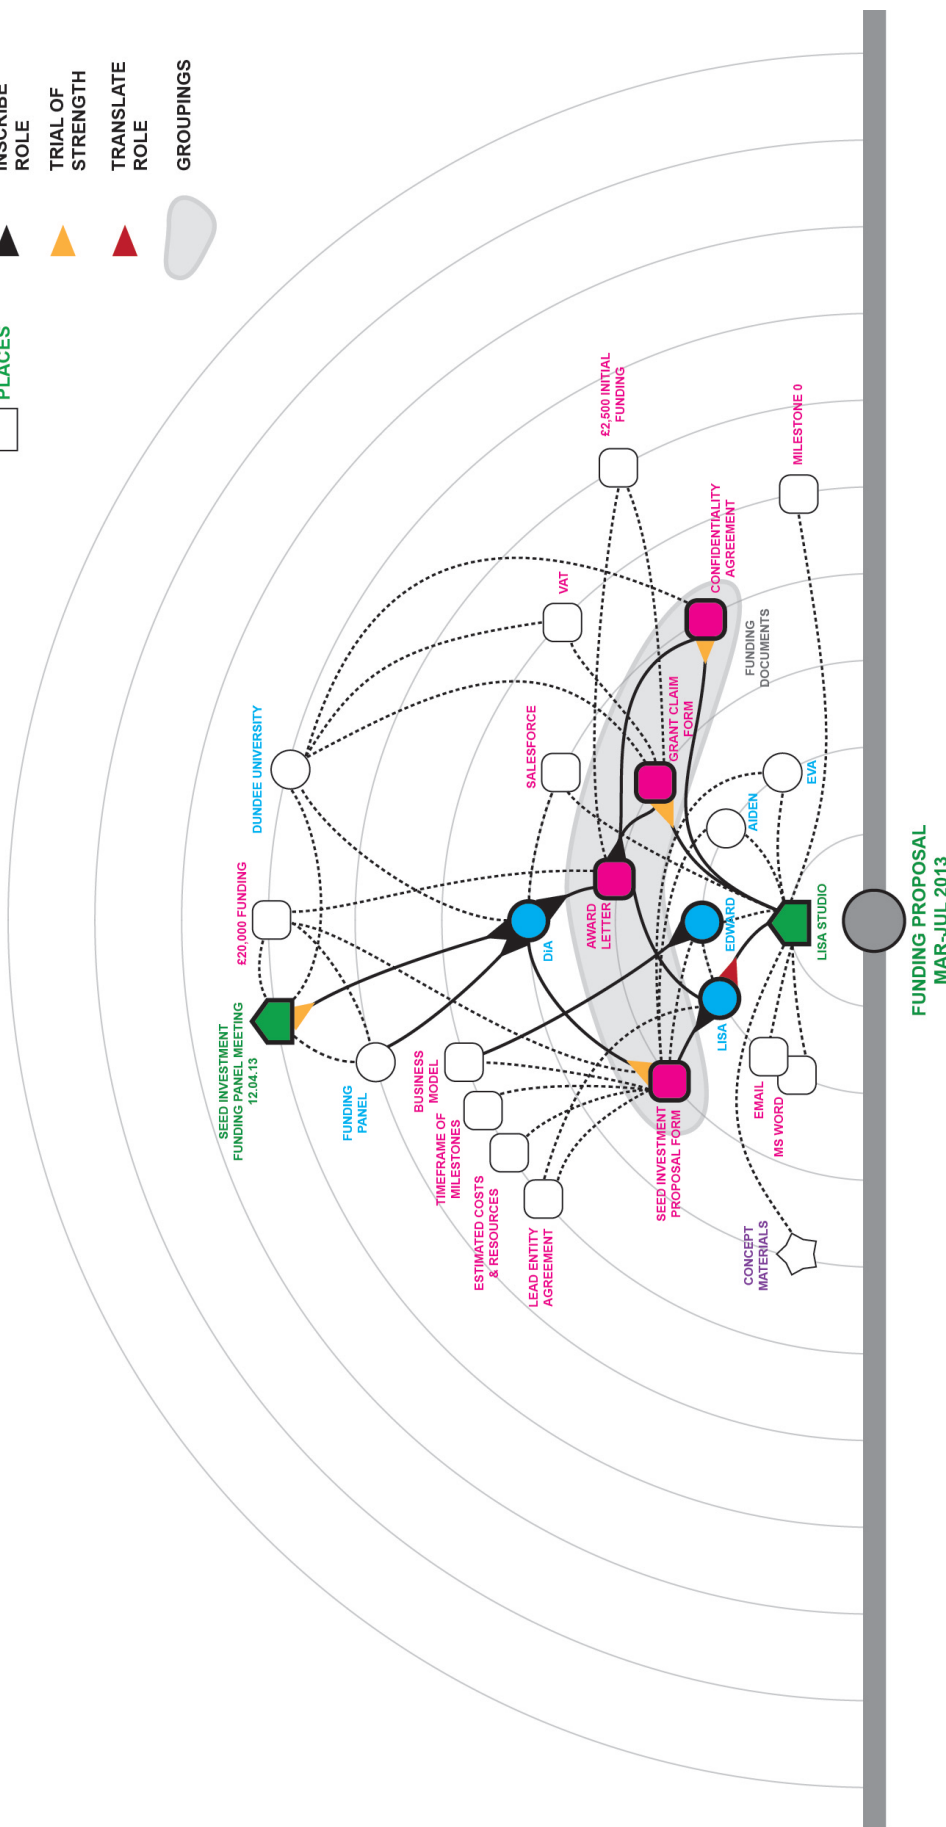 PLACES
INSCRIBE
ROLE
TRIAL OF
STRENGTH
TRANSLATE
ROLE
GROUPINGS
SEED INVESTMENT
FUNDING PANEL MEETING
12.04.13
£20,000 FUNDING
DUNDEE UNIVERSITY
FUNDING
PANEL
BUSINESS
MODEL
TIMEFRAME OF
MILESTONES
ESTIMATED COSTS
& RESOURCES
LEAD ENTITY
AGREEMENT
DiA
SALESFORCE
VAT
£2,500 INITIAL
FUNDING
AWARD
LETTER
SEED INVESTMENT
PROPOSAL FORM
GRANT CLAIM
FORM
CONFIDENTIALITY
AGREEMENT
FUNDING
DOCUMENTS
LISA
EDWARD
AIDEN
EVA
MILESTONE 0
CONCEPT
MATERIALS
EMAIL
MS WORD
LISA STUDIO
FUNDING PROPOSAL
MAR-JUL 2013